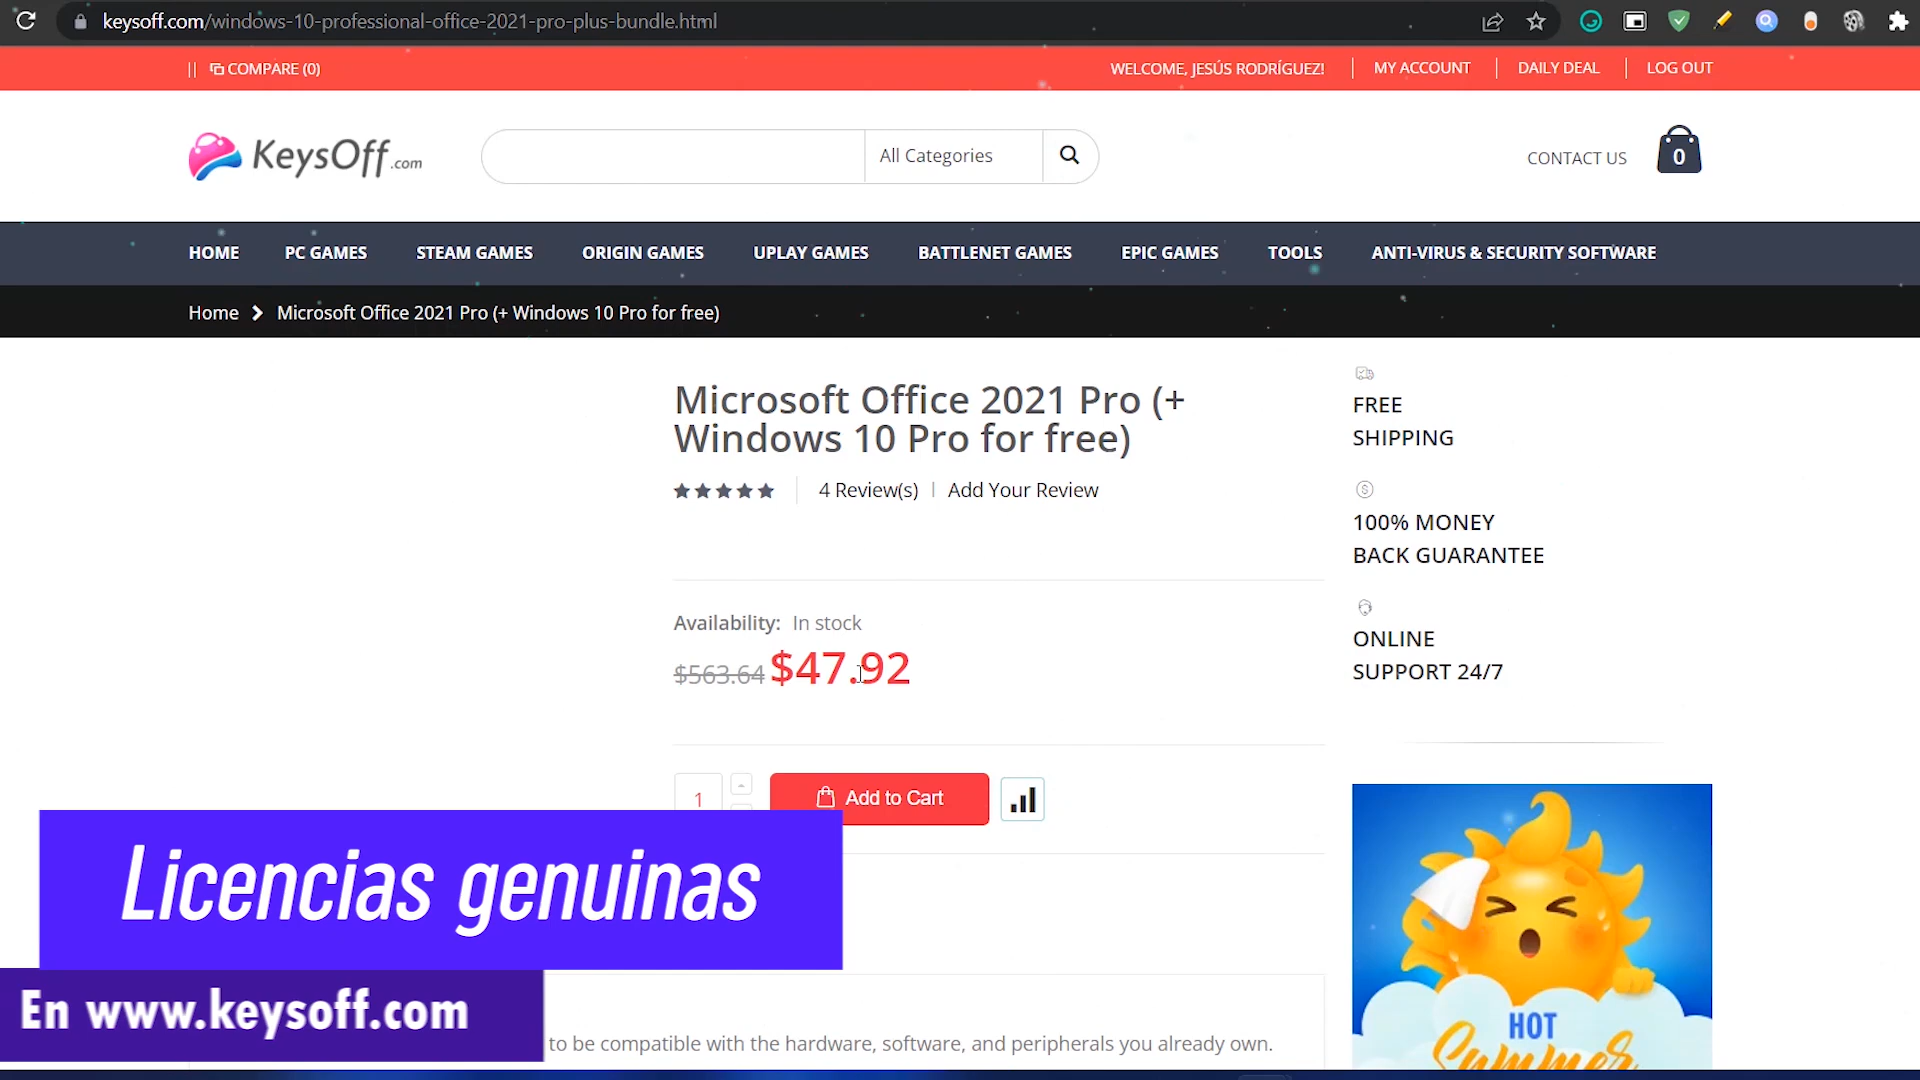 keysoff.com/windows-10-professional-office-2021-pro-plus-bundle.html
|| COMPARE (0)
WELCOME, JESÚS RODRÍGUEZ!
MY ACCOUNT
DAILY DEAL
LOG OUT
KeysOff.com
All Categories
CONTACT US
0
HOME
PC GAMES
STEAM GAMES
ORIGIN GAMES
UPLAY GAMES
BATTLENET GAMES
EPIC GAMES
TOOLS
ANTI-VIRUS & SECURITY SOFTWARE
Home
Microsoft Office 2021 Pro (+ Windows 10 Pro for free)
Microsoft Office 2021 Pro (+
Windows 10 Pro for free)
4 Review(s) | Add Your Review
Availability: In stock
$563.64 $47.92
1
Add to Cart
FREE
SHIPPING
100% MONEY
BACK GUARANTEE
ONLINE
SUPPORT 24/7
Licencias genuinas
En www.keysoff.com
to be compatible with the hardware, software, and peripherals you already own.
HOT
Summer